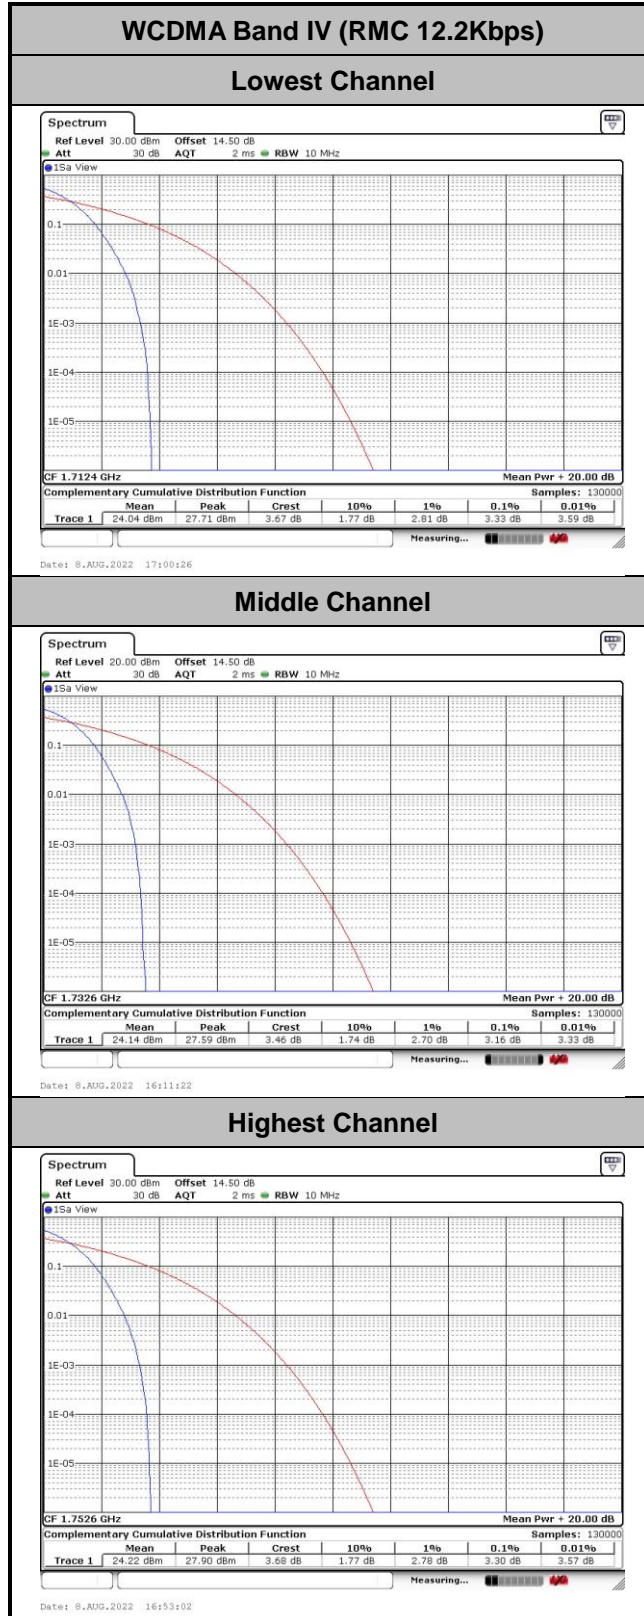 WCDMA Band IV (RMC 12.2Kbps)
Lowest Channel
Spectrum
Ref Level 30.00 dBm Offset 14.50 dB
Att 30 dB AQT 2 ms RBW 10 MHz
1Sa View
0.1
0.01
1E-03
1E-04
1E-05
CF 1.7124 GHz Mean Pwr + 20.00 dB
Complementary Cumulative Distribution Function Samples: 130000
Mean Peak Crest 10% 1% 0.1% 0.01%
Trace 1 24.04 dBm 27.71 dBm 3.67 dB 1.77 dB 2.81 dB 3.33 dB 3.59 dB
Measuring...
Date: 8.AUG.2022 17:00:26
Middle Channel
Spectrum
Ref Level 20.00 dBm Offset 14.50 dB
Att 30 dB AQT 2 ms RBW 10 MHz
1Sa View
0.1
0.01
1E-03
1E-04
1E-05
CF 1.7326 GHz Mean Pwr + 20.00 dB
Complementary Cumulative Distribution Function Samples: 130000
Mean Peak Crest 10% 1% 0.1% 0.01%
Trace 1 24.14 dBm 27.59 dBm 3.46 dB 1.74 dB 2.70 dB 3.16 dB 3.33 dB
Measuring...
Date: 8.AUG.2022 16:11:22
Highest Channel
Spectrum
Ref Level 30.00 dBm Offset 14.50 dB
Att 30 dB AQT 2 ms RBW 10 MHz
1Sa View
0.1
0.01
1E-03
1E-04
1E-05
CF 1.7526 GHz Mean Pwr + 20.00 dB
Complementary Cumulative Distribution Function Samples: 130000
Mean Peak Crest 10% 1% 0.1% 0.01%
Trace 1 24.22 dBm 27.90 dBm 3.68 dB 1.77 dB 2.78 dB 3.30 dB 3.57 dB
Measuring...
Date: 8.AUG.2022 16:53:02